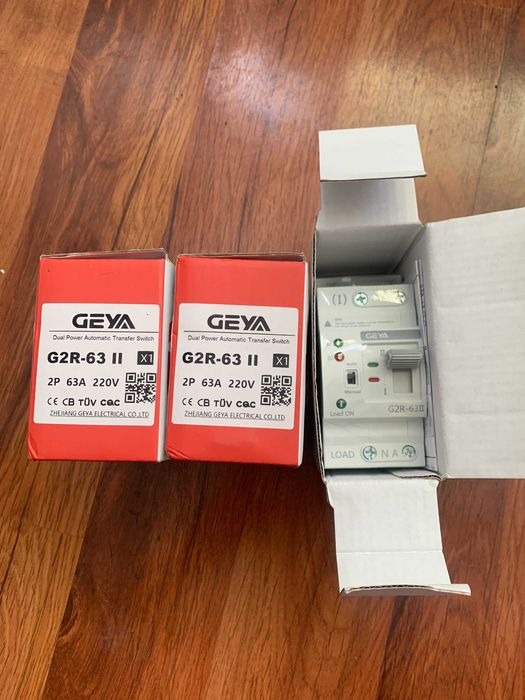 GEYA
Dual Power Automatic Transfer Switch
G2R-63 II X1
2P 63A 220V
CE CB TÜV cqc
ZHEJIANG GEYA ELECTRICAL CO.,LTD
GEYA
Dual Power Automatic Transfer Switch
G2R-63 II X1
2P 63A 220V
CE CB TÜV cqc
ZHEJIANG GEYA ELECTRICAL CO.,LTD
(I)
GEYA
II
Auto
Manual
I
Load ON
G2R-63II
LOAD N A